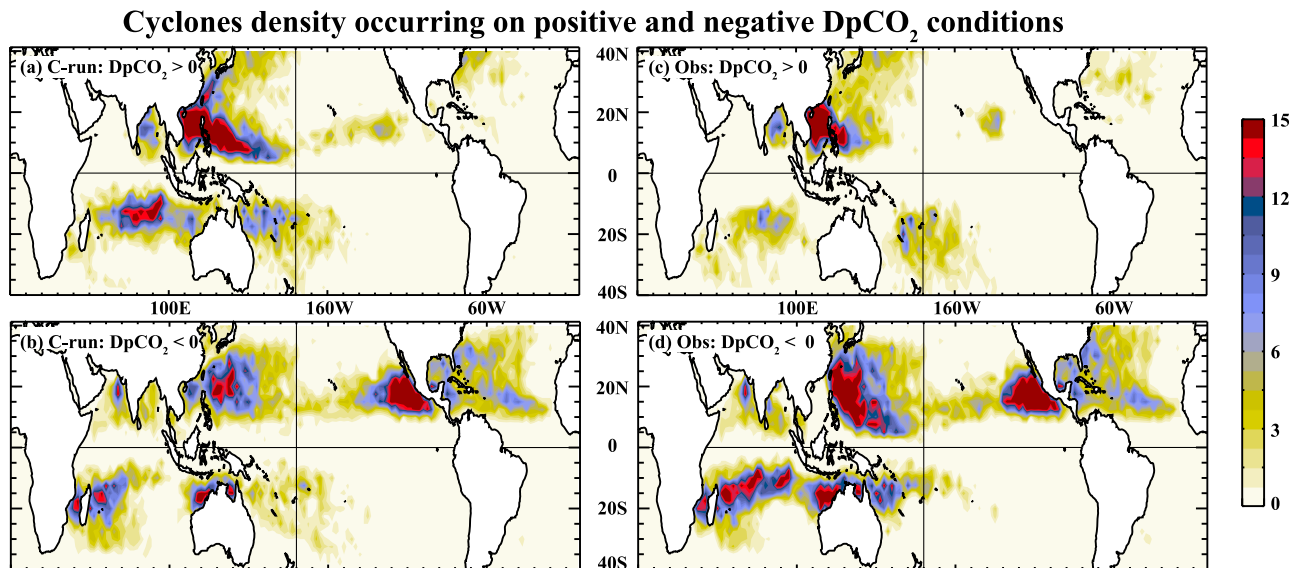 Cyclones density occurring on positive and negative DpCO₂ conditions
(a) C-run: DpCO₂ > 0
40N
(c) Obs: DpCO₂ > 0
20N
0
20S
40S
100E
160W
60W
100E
160W
60W
(b) C-run: DpCO₂ < 0
40N
(d) Obs: DpCO₂ < 0
20N
0
20S
40S
15
12
9
6
3
0